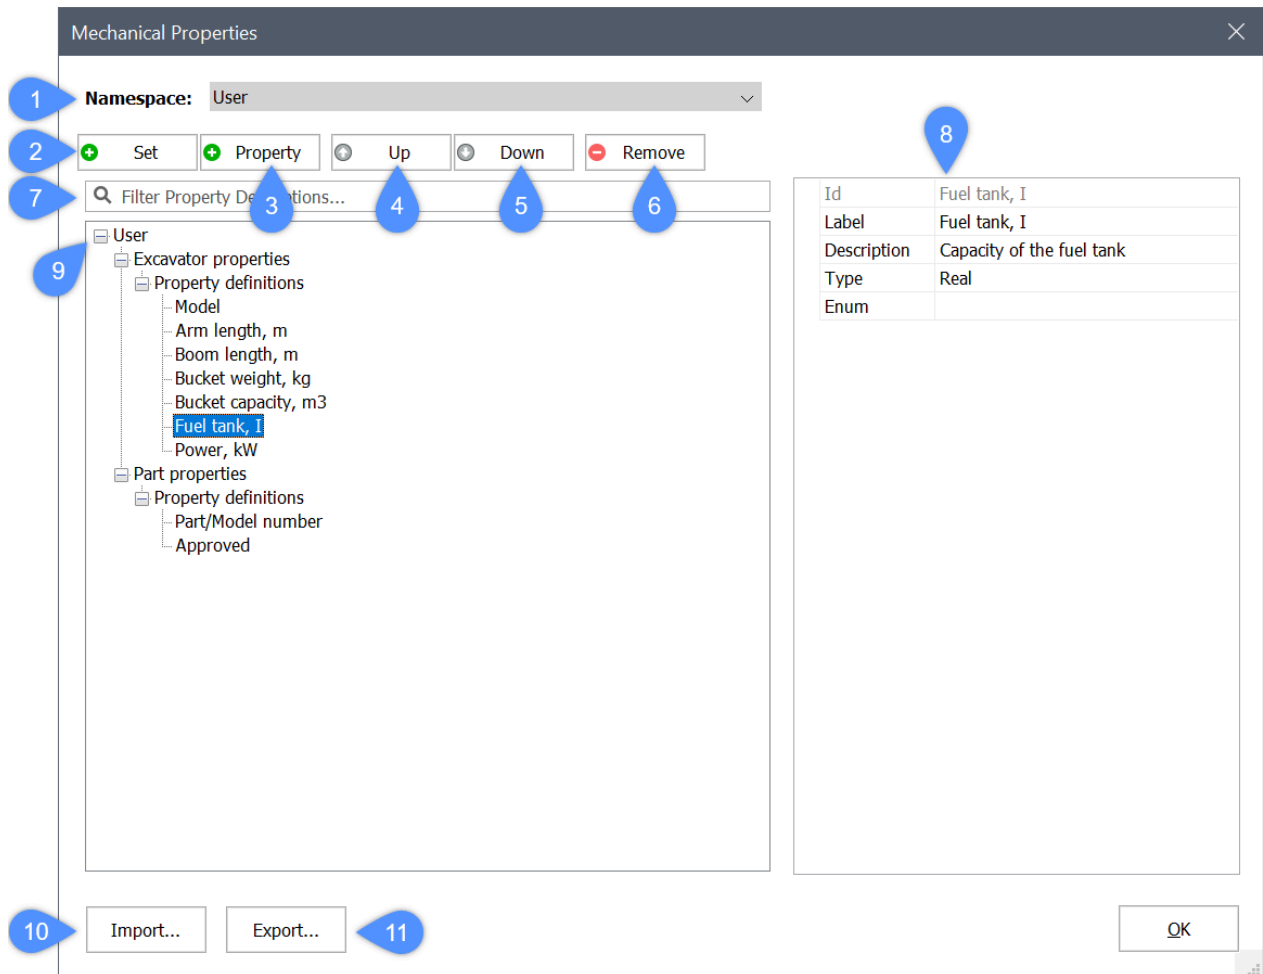 Mechanical Properties
1
Namespace: User
2
Set Property Up Down Remove
8
7
Filter Property De tions...
3 4 5 6
Id Fuel tank, I
Label Fuel tank, I
Description Capacity of the fuel tank
Type Real
Enum
9
User
Excavator properties
Property definitions
Model
Arm length, m
Boom length, m
Bucket weight, kg
Bucket capacity, m3
Fuel tank, I
Power, kW
Part properties
Property definitions
Part/Model number
Approved
10
Import... Export...
11
OK